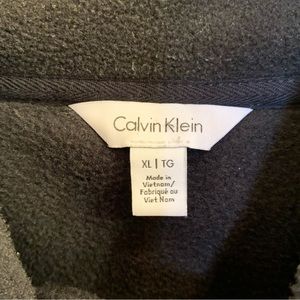 Calvin Klein
XL | TG
Made in
Vietnam/
Fabriqué au
Viet Nam